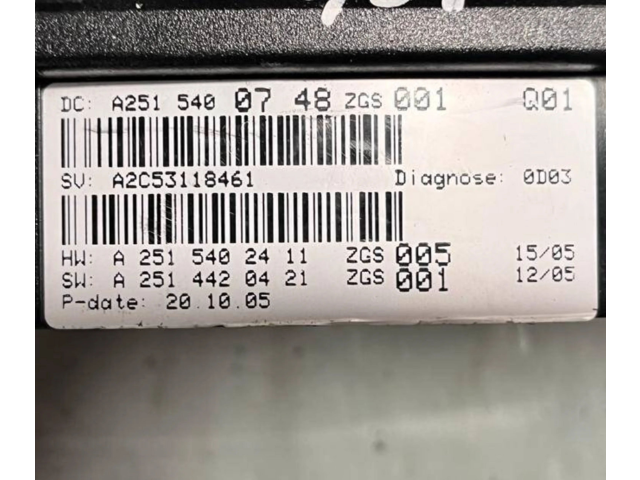 DC: A251 540 07 48 ZGS 001 Q01
SV: A2C53118461 Diagnose: 0D03
HW: A 251 540 24 11 ZGS 005 15/05
SW: A 251 442 04 21 ZGS 001 12/05
P-date: 20.10.05